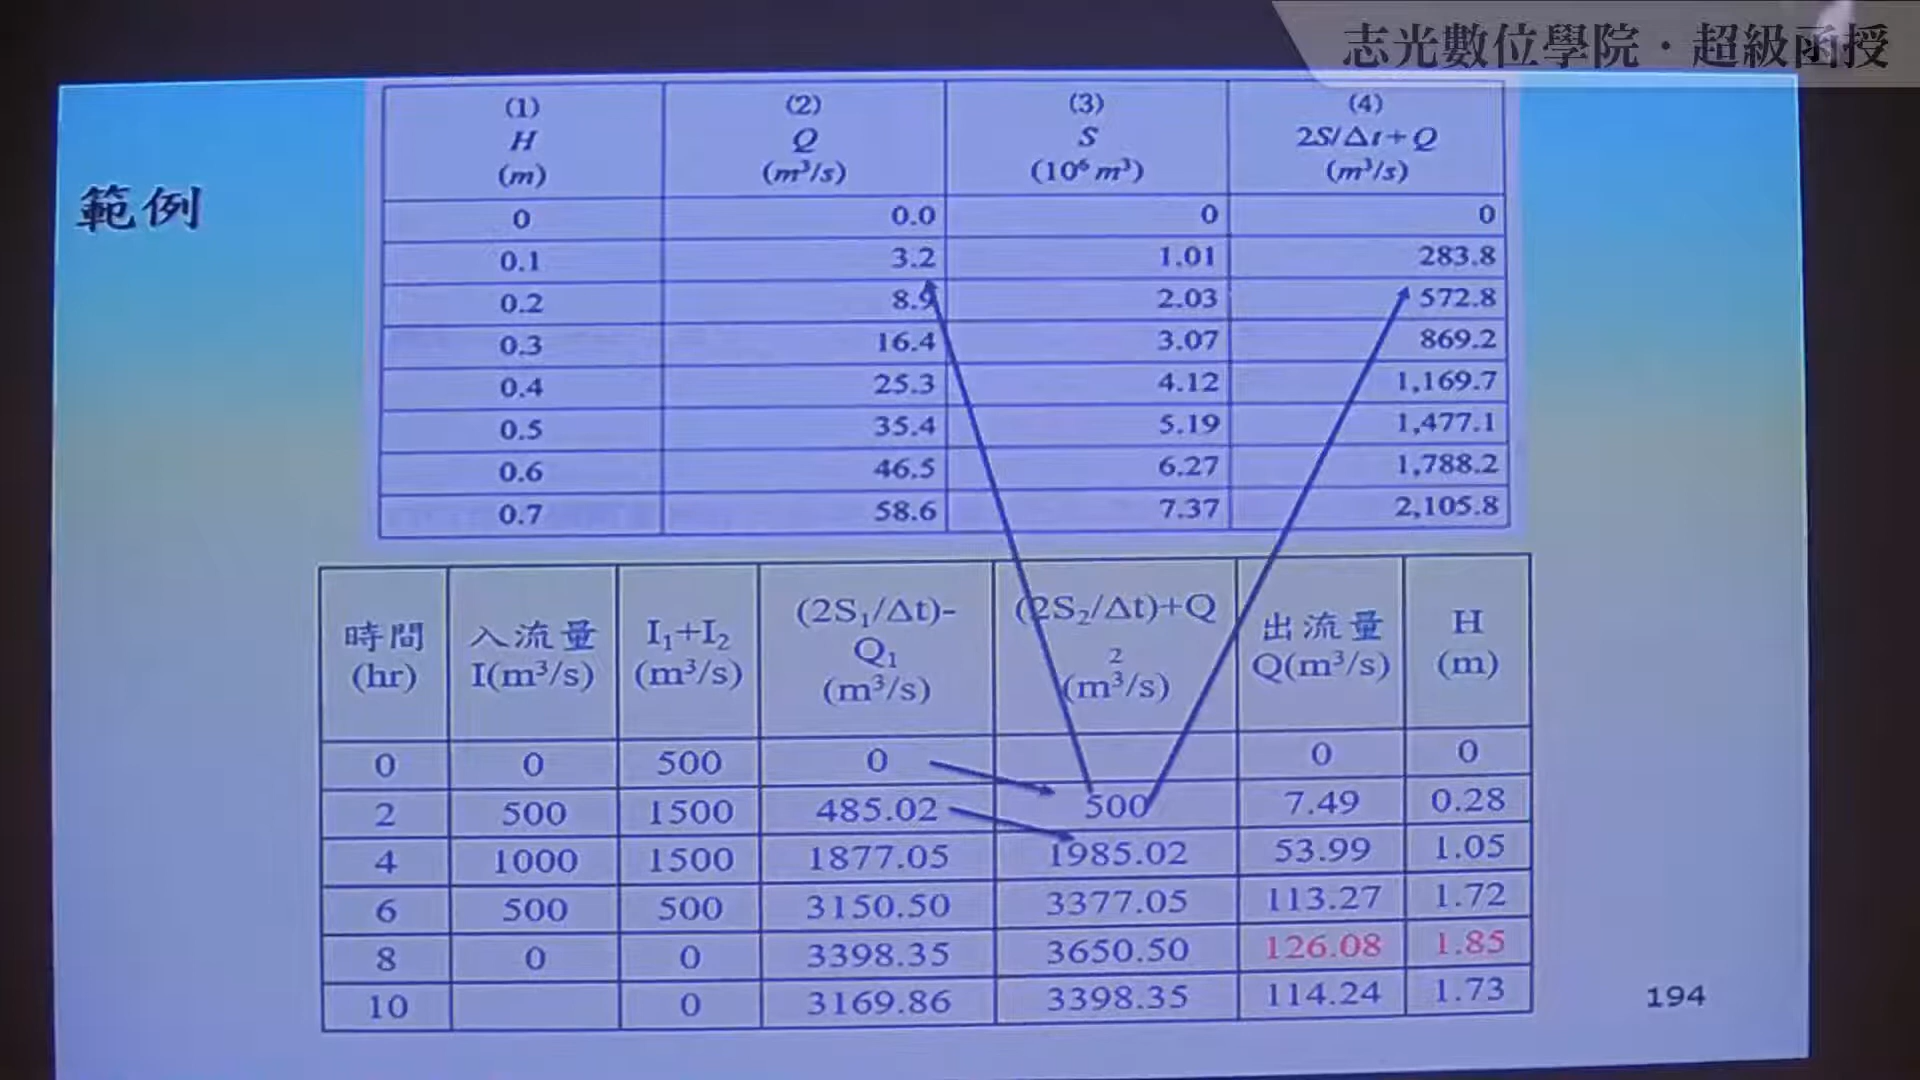 志光數位學院·超級函授
範例
(1) (2) (3) (4)
H Q S 2S/Δt+Q
(m) (m³/s) (10⁶ m³) (m³/s)
0 0.0 0 0
0.1 3.2 1.01 283.8
0.2 8.9 2.03 572.8
0.3 16.4 3.07 869.2
0.4 25.3 4.12 1,169.7
0.5 35.4 5.19 1,477.1
0.6 46.5 6.27 1,788.2
0.7 58.6 7.37 2,105.8
時間 (hr) 入流量 I(m³/s) I₁+I₂ (m³/s) (2S₁/Δt)-Q₁ (m³/s) (2S₂/Δt)+Q₂ (m³/s) 出流量 Q(m³/s) H (m)
0 0 500 0 0 0
2 500 1500 485.02 500 7.49 0.28
4 1000 1500 1877.05 1985.02 53.99 1.05
6 500 500 3150.50 3377.05 113.27 1.72
8 0 0 3398.35 3650.50 126.08 1.85
10 0 3169.86 3398.35 114.24 1.73
194